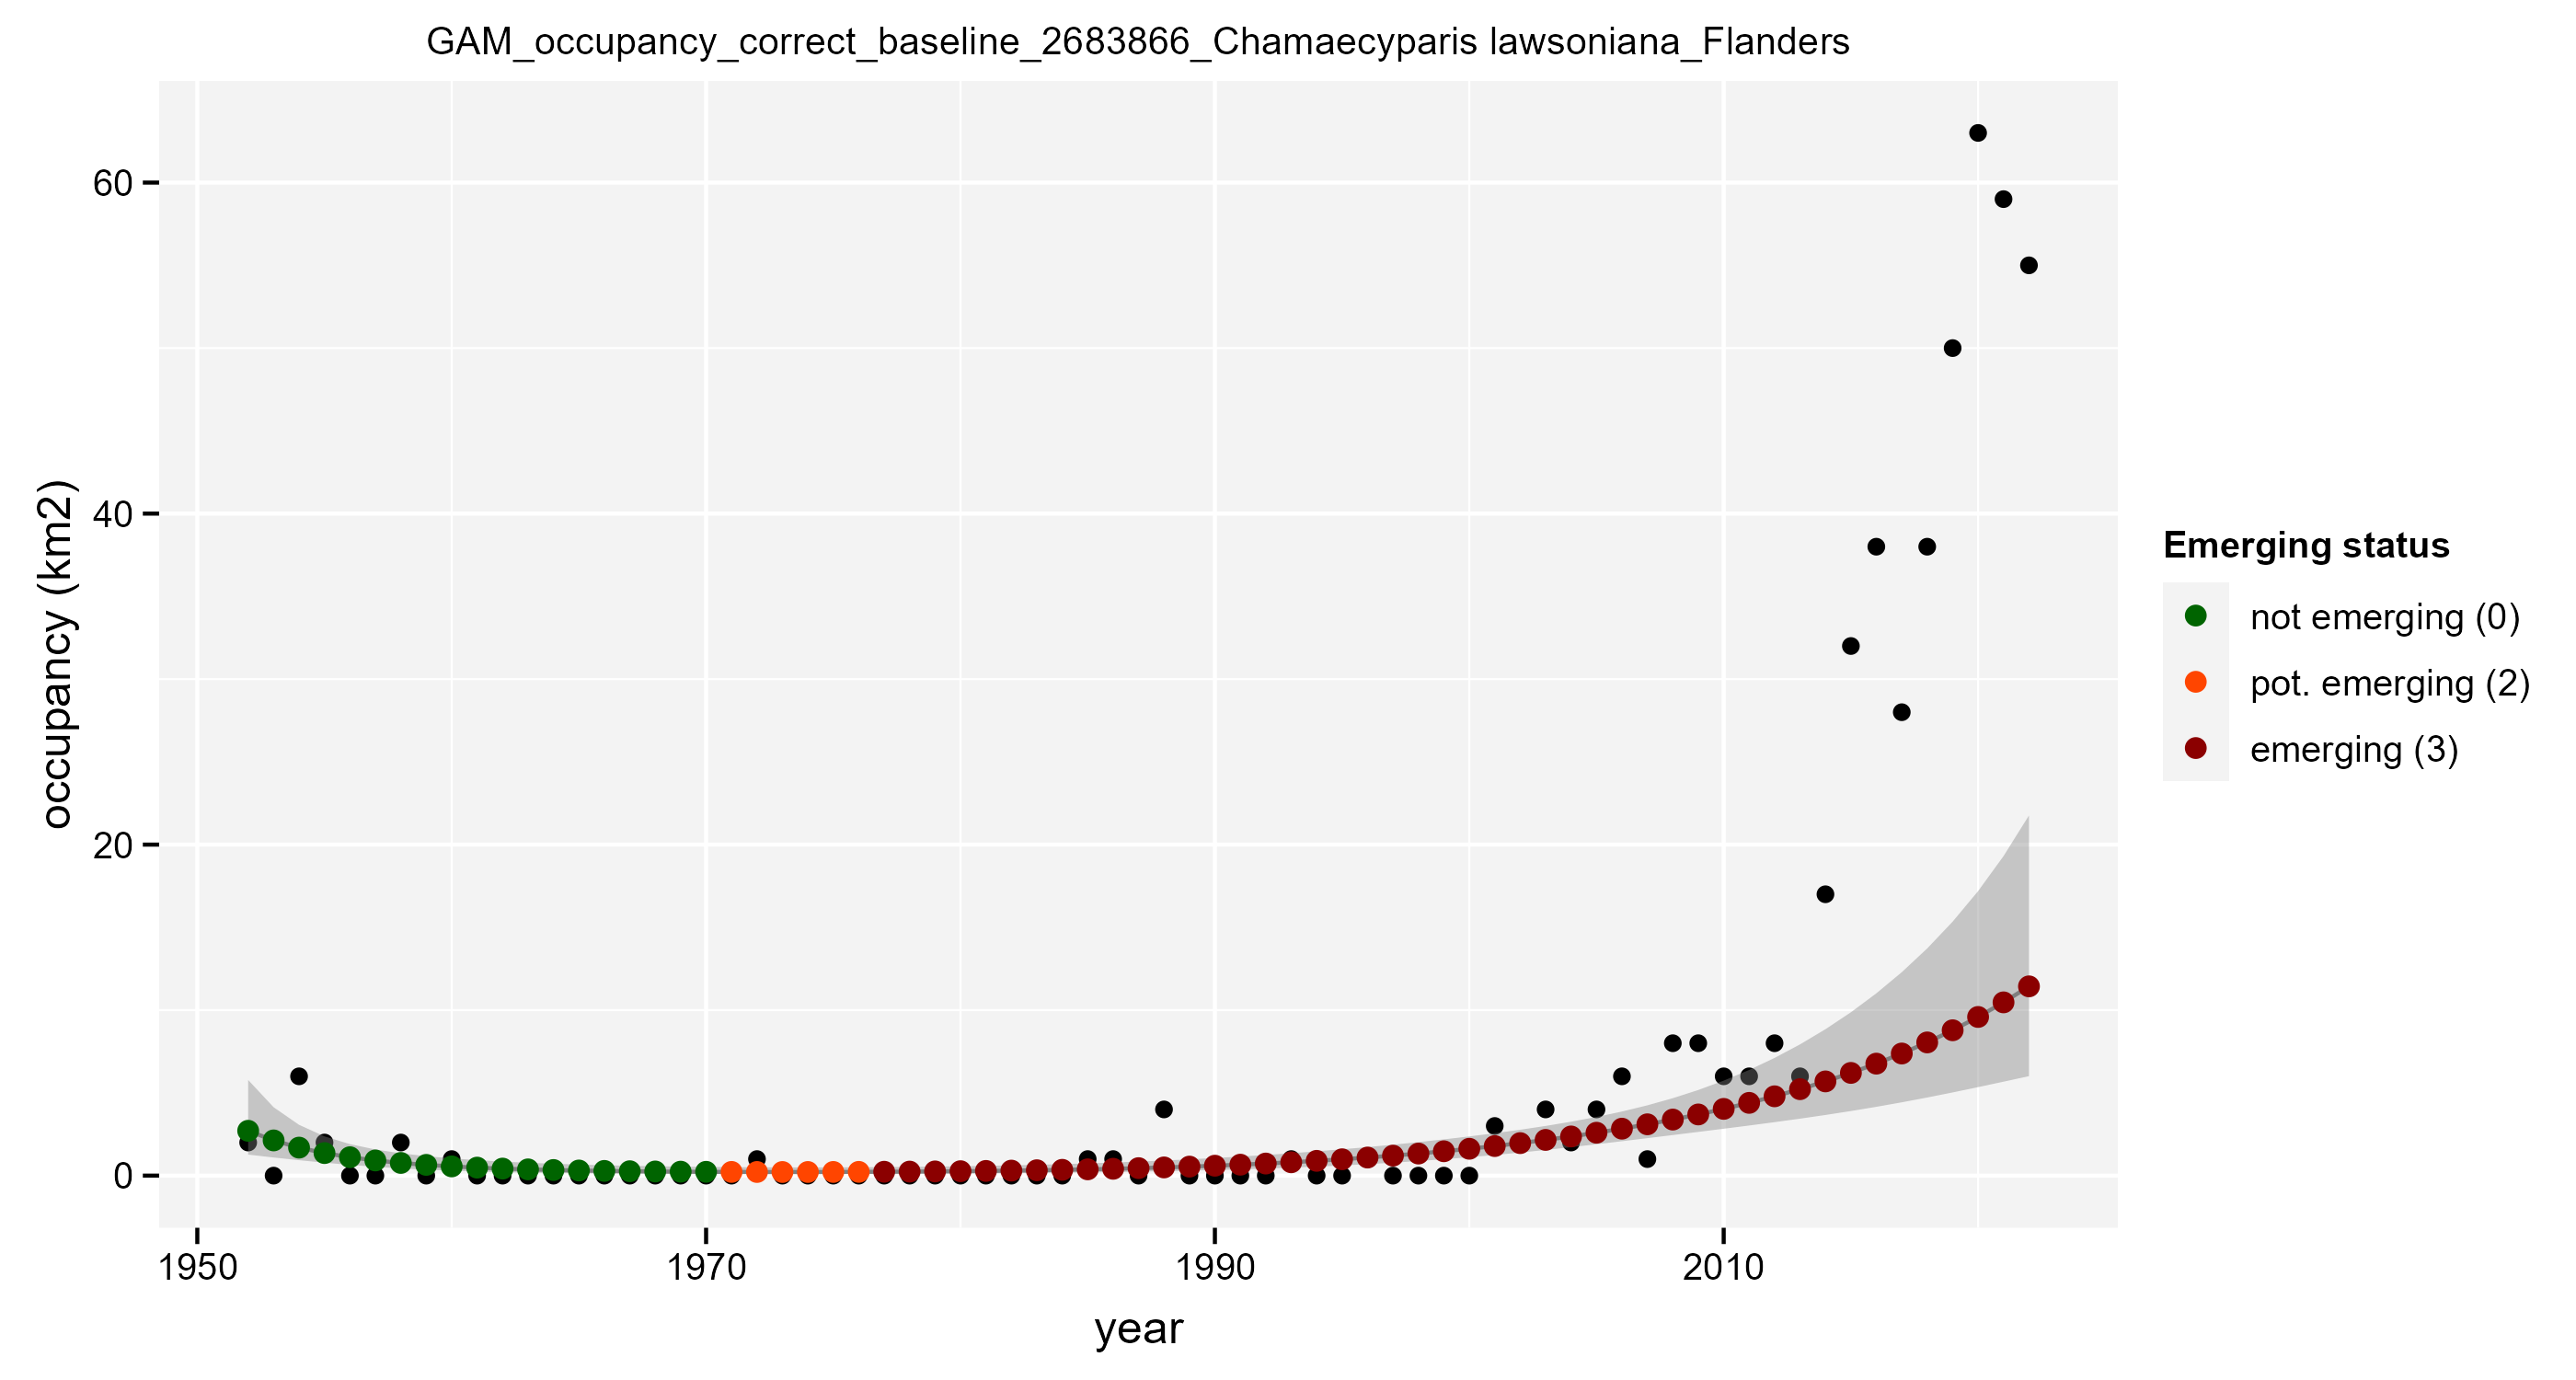 GAM_occupancy_correct_baseline_2683866_Chamaecyparis lawsoniana_Flanders
occupancy (km2)
60
40
20
0
1950 1970 1990 2010
year
Emerging status
not emerging (0)
pot. emerging (2)
emerging (3)